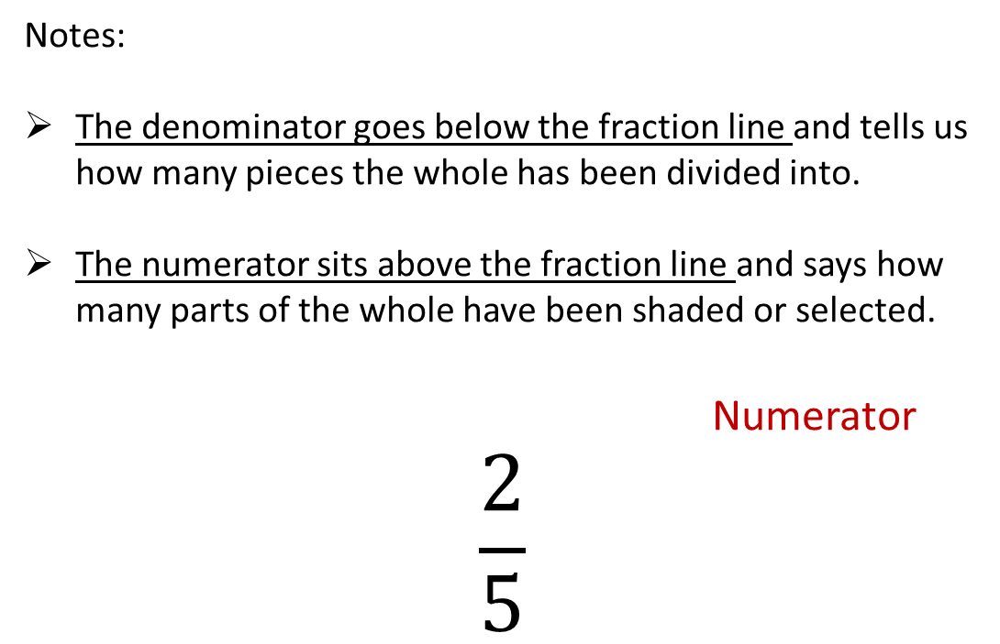 Notes:
➢ The denominator goes below the fraction line and tells us
how many pieces the whole has been divided into.
➢ The numerator sits above the fraction line and says how
many parts of the whole have been shaded or selected.
Numerator
2
5